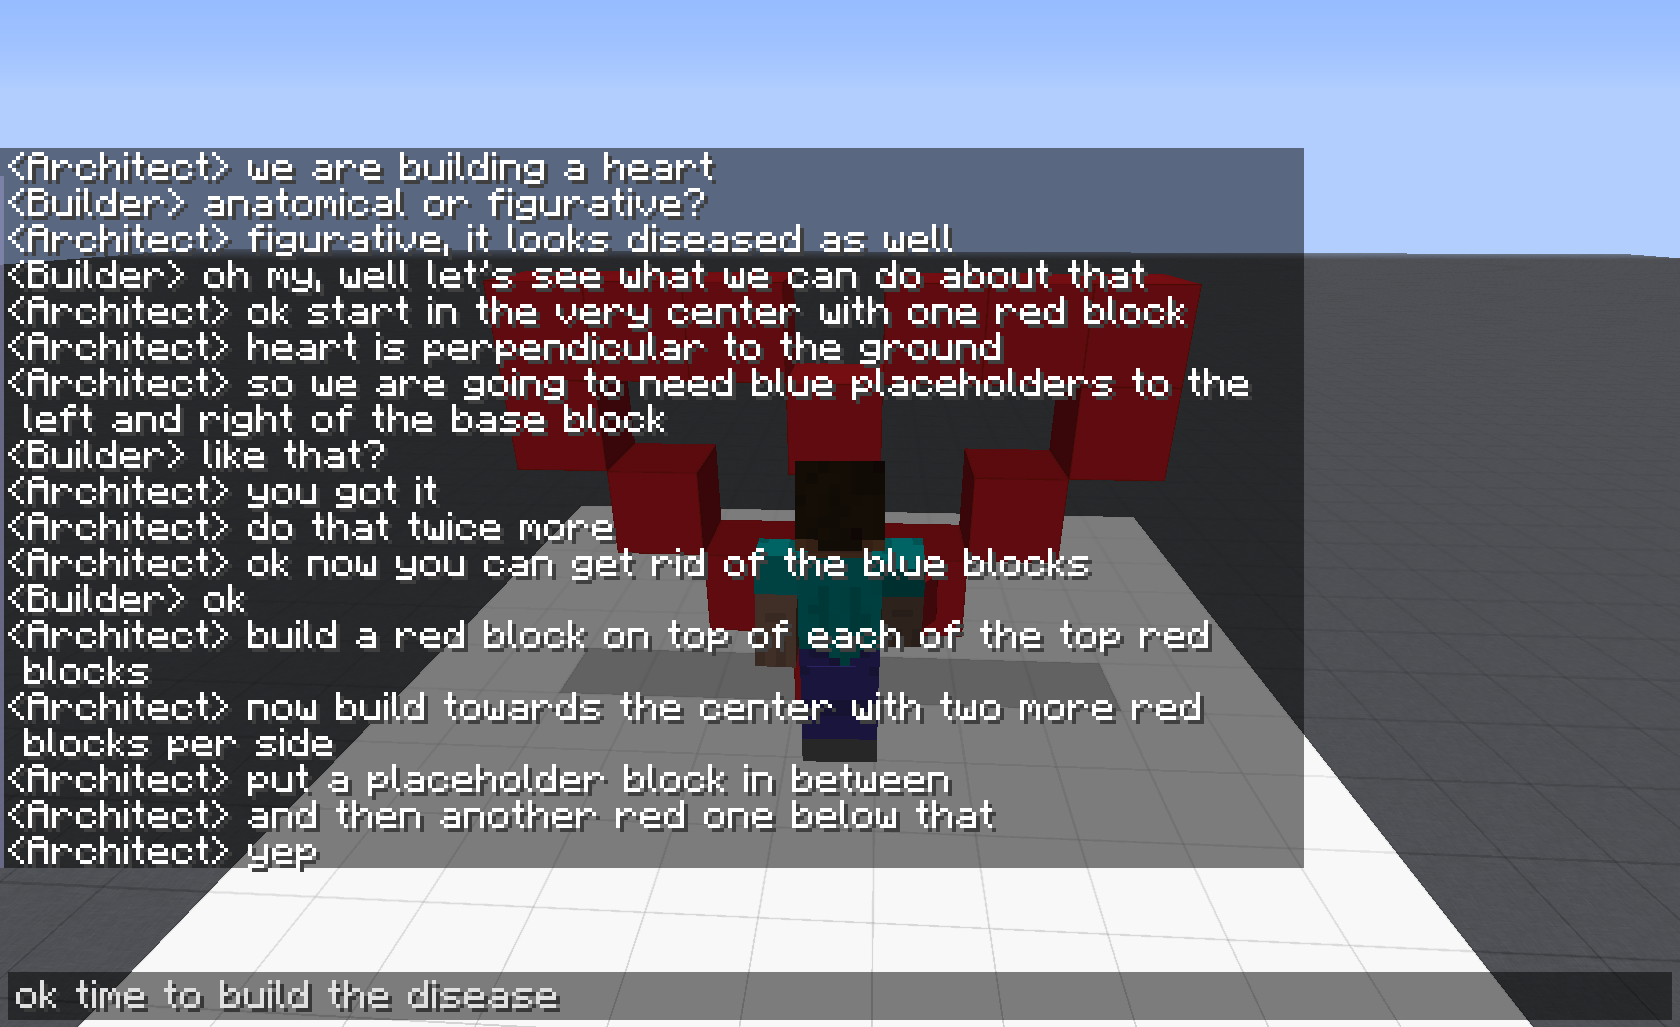 <Architect> we are building a heart
<Builder> anatomical or figurative?
<Architect> figurative, it looks diseased as well
<Builder> oh my, well let's see what we can do about that
<Architect> ok start in the very center with one red block
<Architect> heart is perpendicular to the ground
<Architect> so we are going to need blue placeholders to the
left and right of the base block
<Builder> like that?
<Architect> you got it
<Architect> do that twice more
<Architect> ok now you can get rid of the blue blocks
<Builder> ok
<Architect> build a red block on top of each of the top red
blocks
<Architect> now build towards the center with two more red
blocks per side
<Architect> put a placeholder block in between
<Architect> and then another red one below that
<Architect> yep
ok time to build the disease